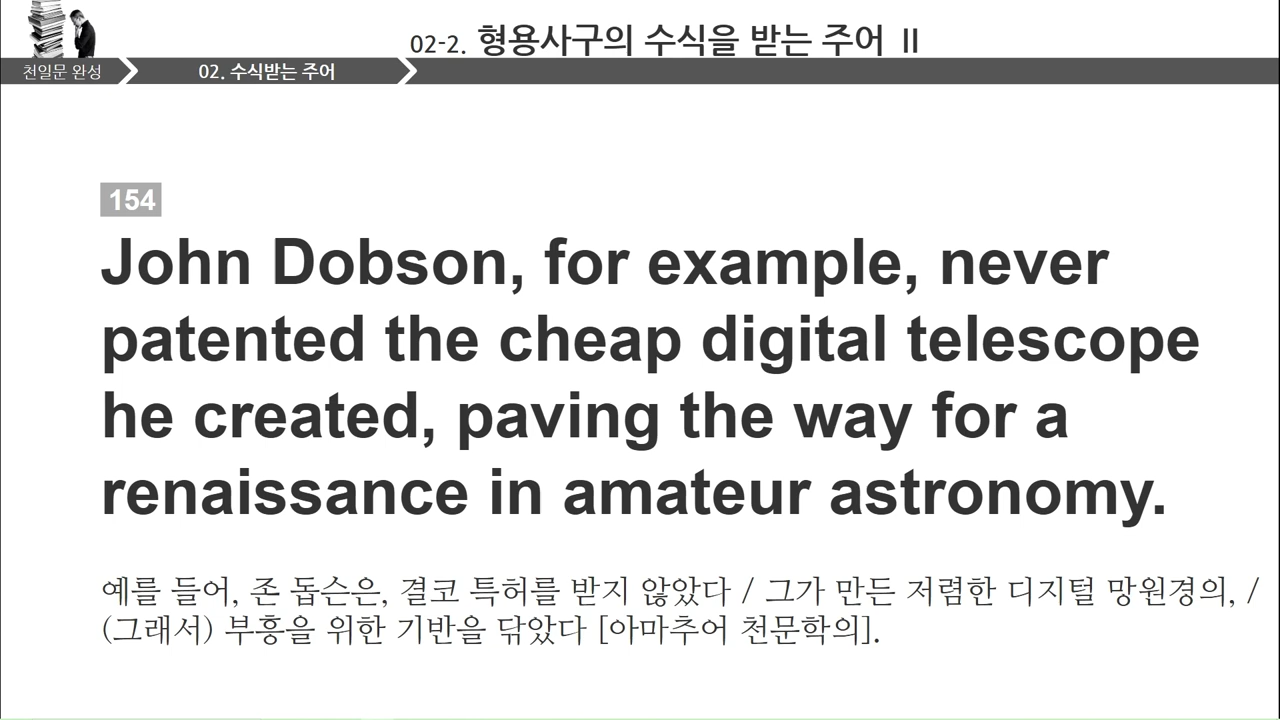 02-2. 형용사구의 수식을 받는 주어 Ⅱ
천일문 완성
02. 수식받는 주어
154
John Dobson, for example, never
patented the cheap digital telescope
he created, paving the way for a
renaissance in amateur astronomy.
예를 들어, 존 돕슨은, 결코 특허를 받지 않았다 / 그가 만든 저렴한 디지털 망원경의, /
(그래서) 부흥을 위한 기반을 닦았다 [아마추어 천문학의].